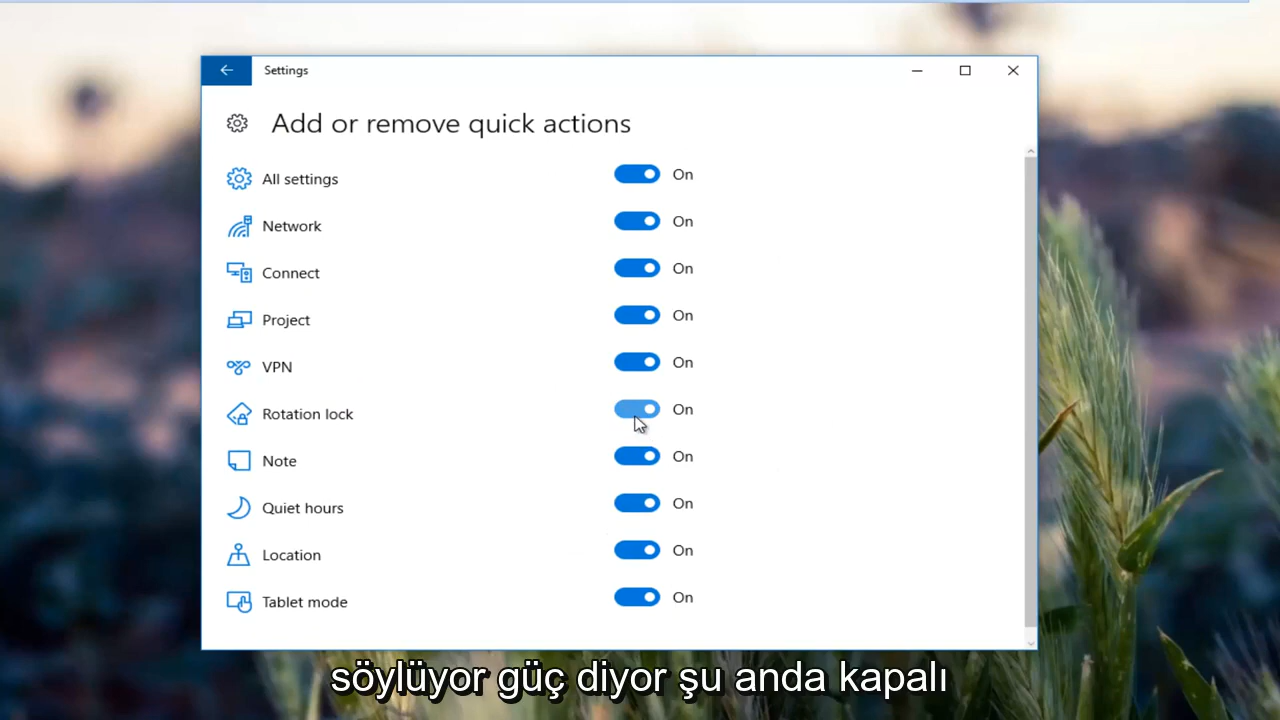 Settings
Add or remove quick actions
All settings On
Network On
Connect On
Project On
VPN On
Rotation lock On
Note On
Quiet hours On
Location On
Tablet mode On
söylüyor güç diyor şu anda kapalı